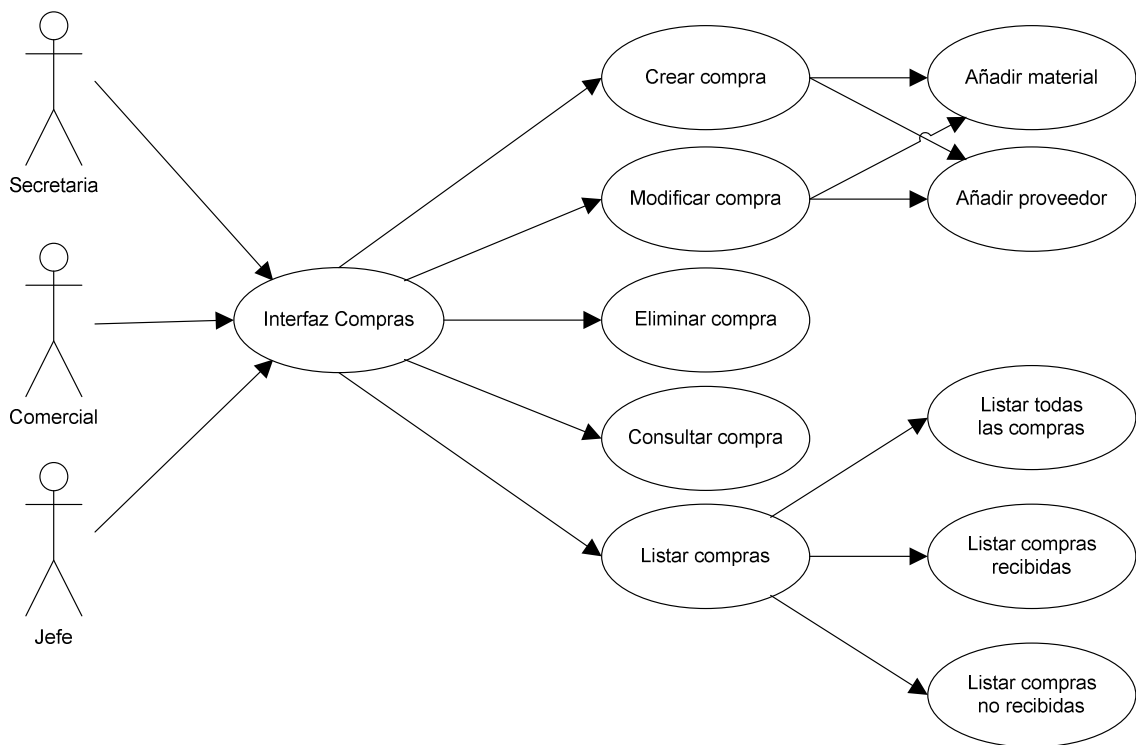 Secretaria
Comercial
Jefe
Interfaz Compras
Crear compra
Modificar compra
Eliminar compra
Consultar compra
Listar compras
Añadir material
Añadir proveedor
Listar todas
las compras
Listar compras
recibidas
Listar compras
no recibidas